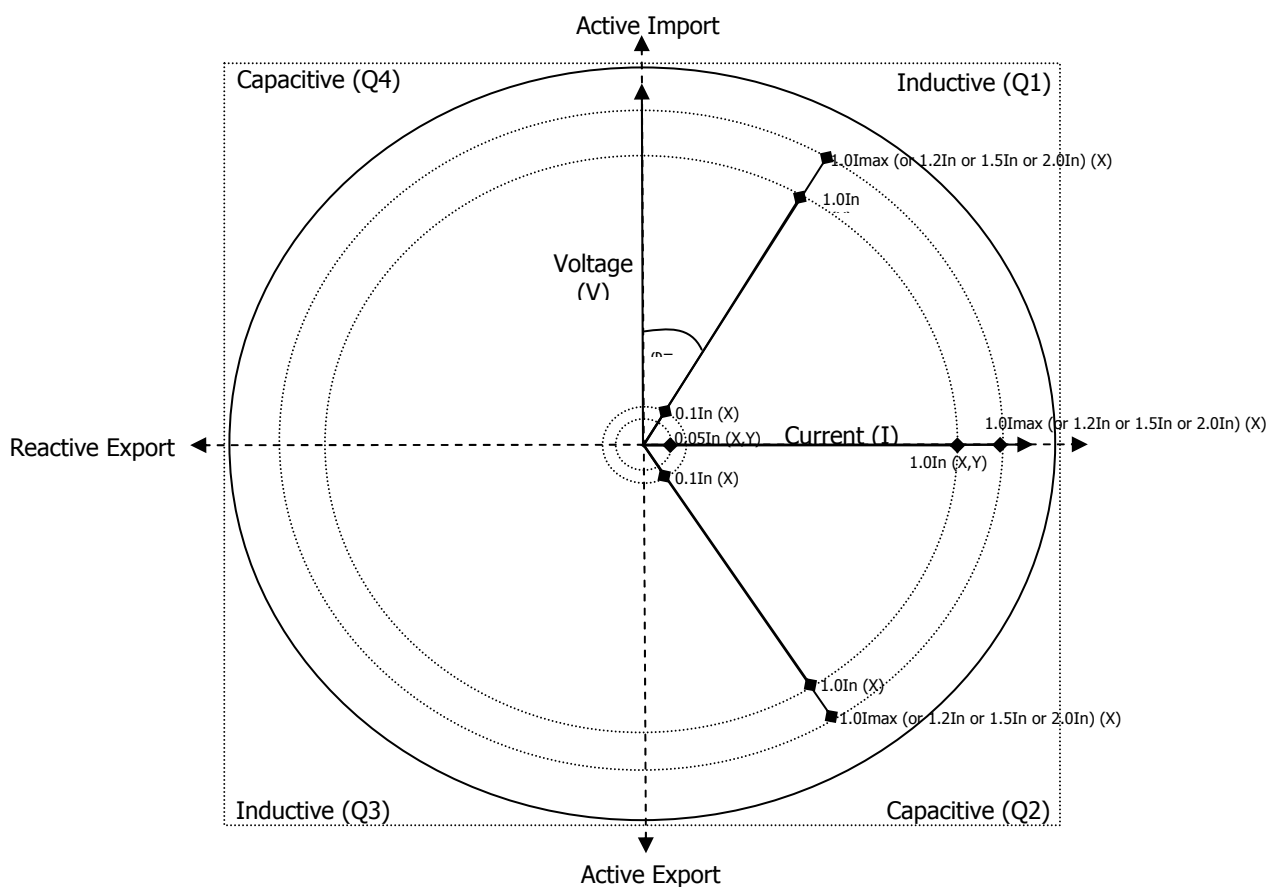 Active Import
Capacitive (Q4)
Inductive (Q1)
1.0Imax (or 1.2In or 1.5In or 2.0In) (X)
1.0In
Voltage
(V)
0.1In (X)
1.0Imax (or 1.2In or 1.5In or 2.0In) (X)
0.05In (X,Y)
Current (I)
Reactive Export
1.0In (X,Y)
0.1In (X)
1.0In (X)
1.0Imax (or 1.2In or 1.5In or 2.0In) (X)
Inductive (Q3)
Capacitive (Q2)
Active Export